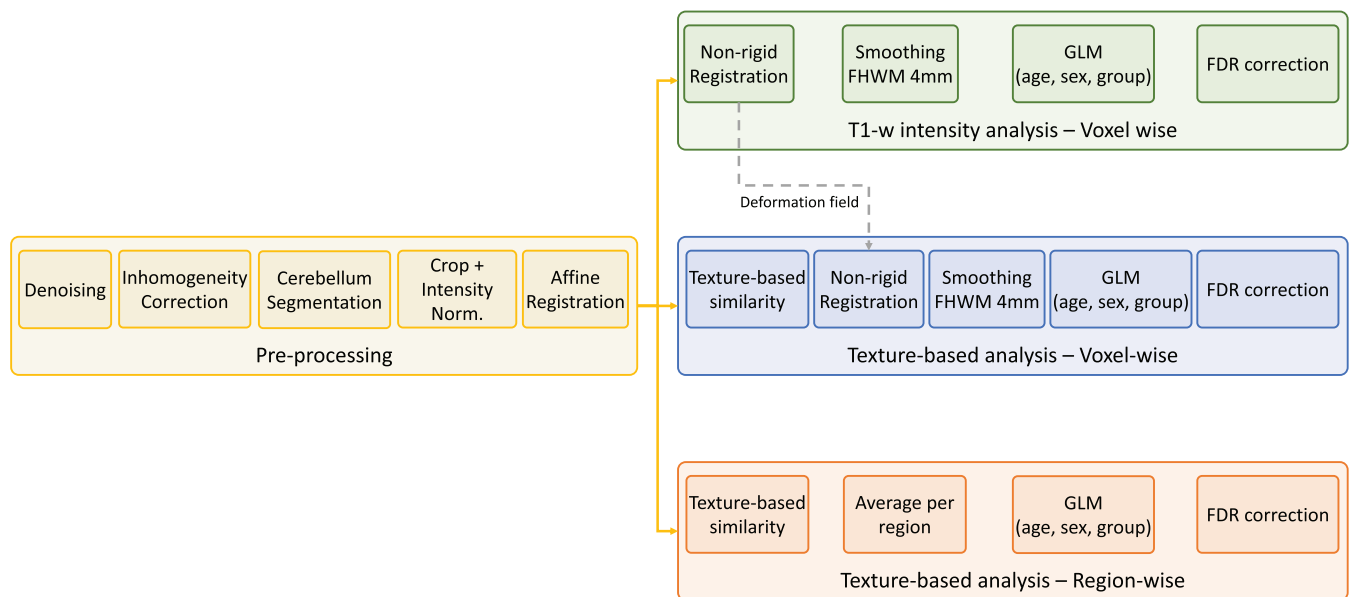 Non-rigid
Registration
Smoothing
FHWM 4mm
GLM
(age, sex, group)
FDR correction
T1-w intensity analysis – Voxel wise
Deformation field
Denoising
Inhomogeneity
Correction
Cerebellum
Segmentation
Crop +
Intensity
Norm.
Affine
Registration
Pre-processing
Texture-based
similarity
Non-rigid
Registration
Smoothing
FHWM 4mm
GLM
(age, sex, group)
FDR correction
Texture-based analysis – Voxel-wise
Texture-based
similarity
Average per
region
GLM
(age, sex, group)
FDR correction
Texture-based analysis – Region-wise